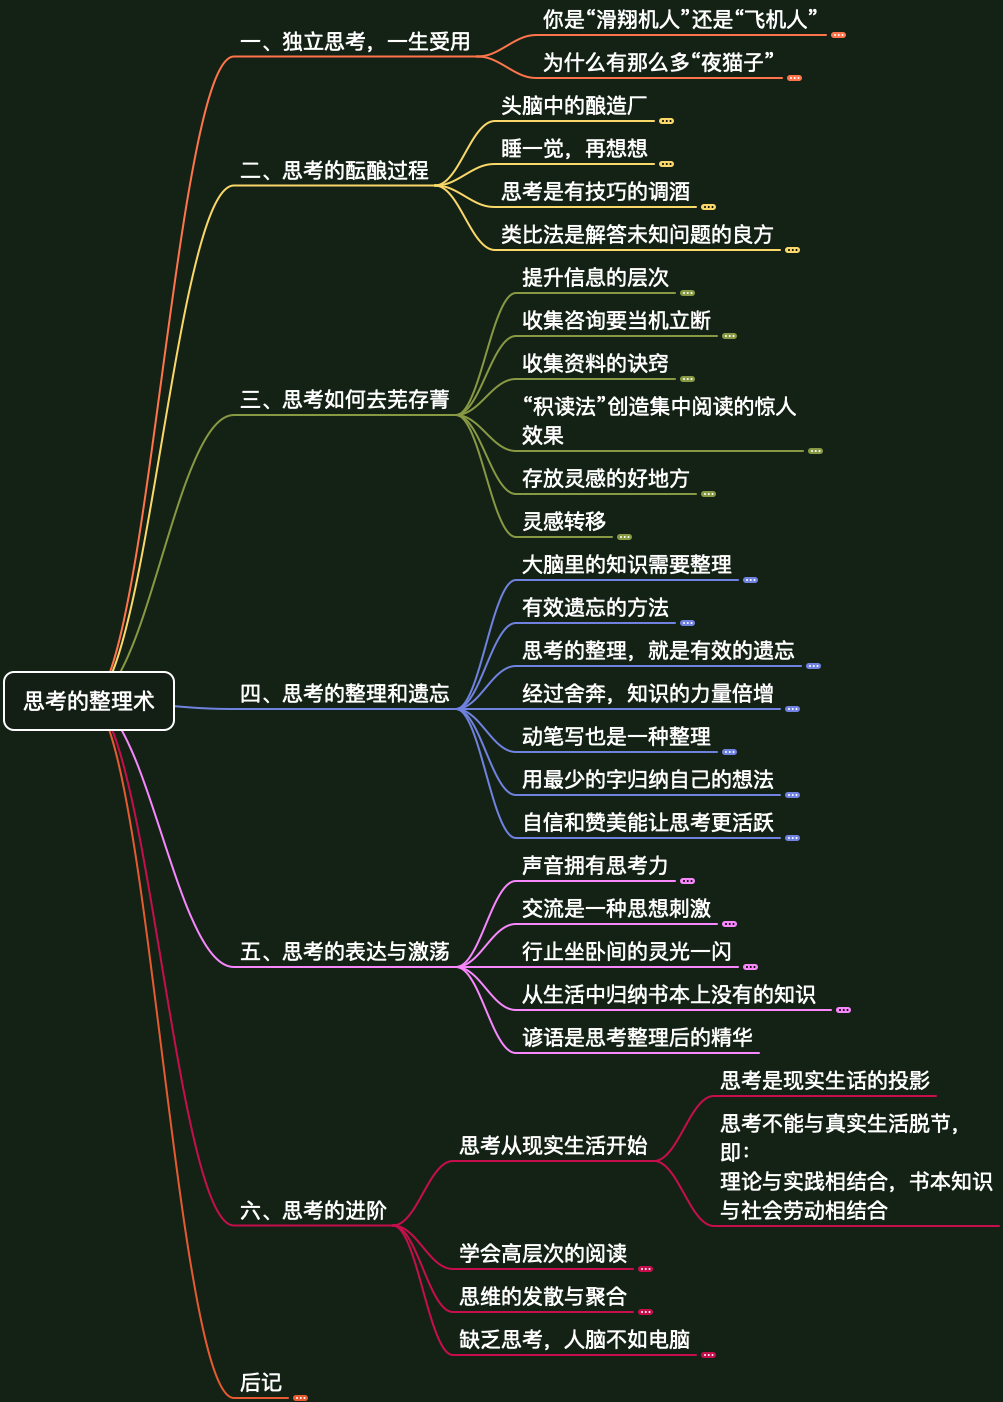 思考的整理术
一、独立思考，一生受用
你是“滑翔机人”还是“飞机人”
为什么有那么多“夜猫子”
二、思考的酝酿过程
头脑中的酿造厂
睡一觉，再想想
思考是有技巧的调酒
类比法是解答未知问题的良方
三、思考如何去芜存菁
提升信息的层次
收集咨询要当机立断
收集资料的诀窍
“积读法”创造集中阅读的惊人
效果
存放灵感的好地方
灵感转移
四、思考的整理和遗忘
大脑里的知识需要整理
有效遗忘的方法
思考的整理，就是有效的遗忘
经过舍弃，知识的力量倍增
动笔写也是一种整理
用最少的字归纳自己的想法
自信和赞美能让思考更活跃
五、思考的表达与激荡
声音拥有思考力
交流是一种思想刺激
行止坐卧间的灵光一闪
从生活中归纳书本上没有的知识
谚语是思考整理后的精华
六、思考的进阶
思考从现实生活开始
思考是现实生话的投影
思考不能与真实生活脱节，
即：
理论与实践相结合，书本知识
与社会劳动相结合
学会高层次的阅读
思维的发散与聚合
缺乏思考，人脑不如电脑
后记